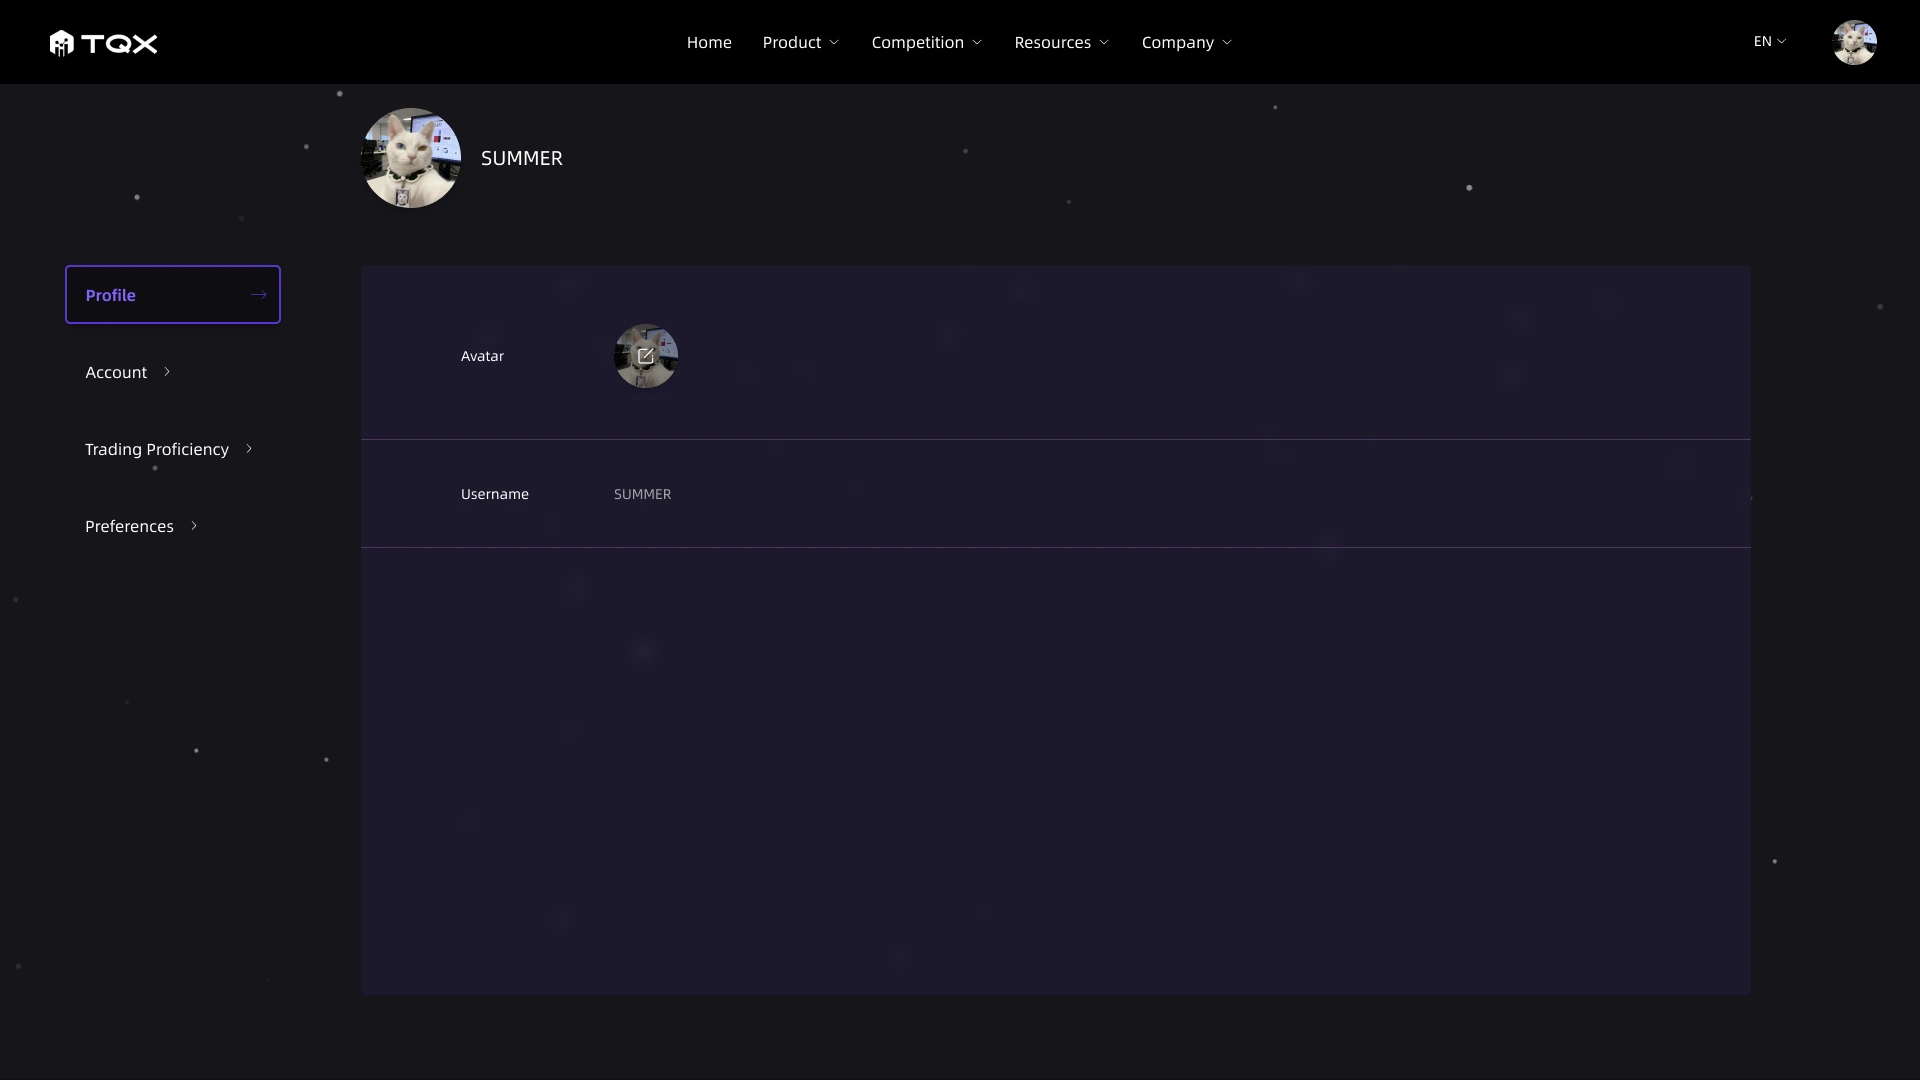 TQX
Home Product Competition Resources Company EN
SUMMER
Profile
Account
Trading Proficiency
Preferences
Avatar
Username SUMMER